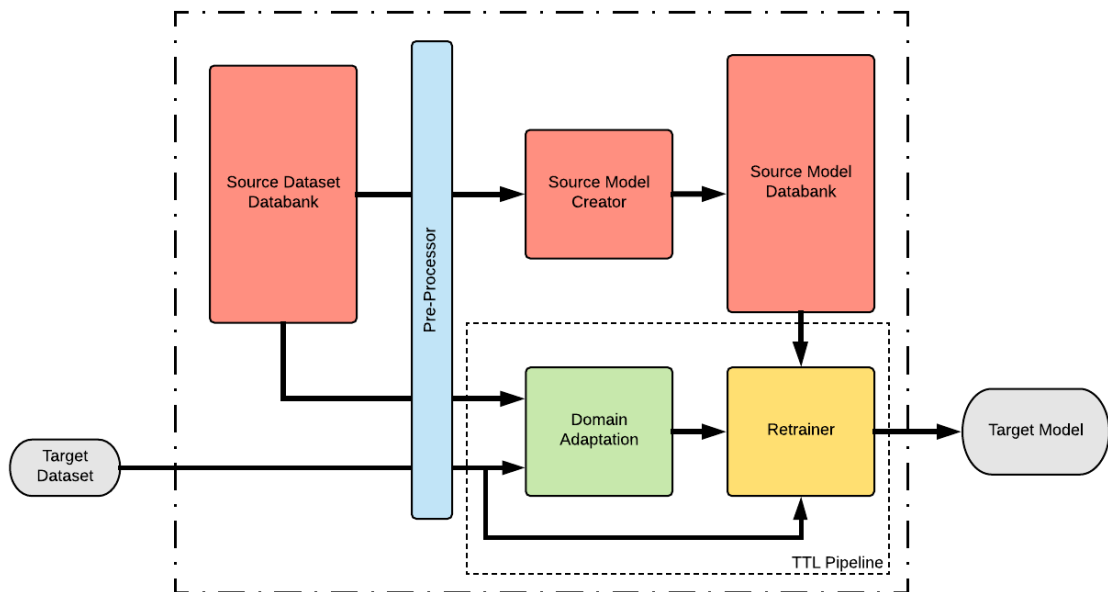 Source Dataset
Databank
Pre-Processor
Source Model
Creator
Source Model
Databank
Domain
Adaptation
Retrainer
Target Model
Target
Dataset
TTL Pipeline